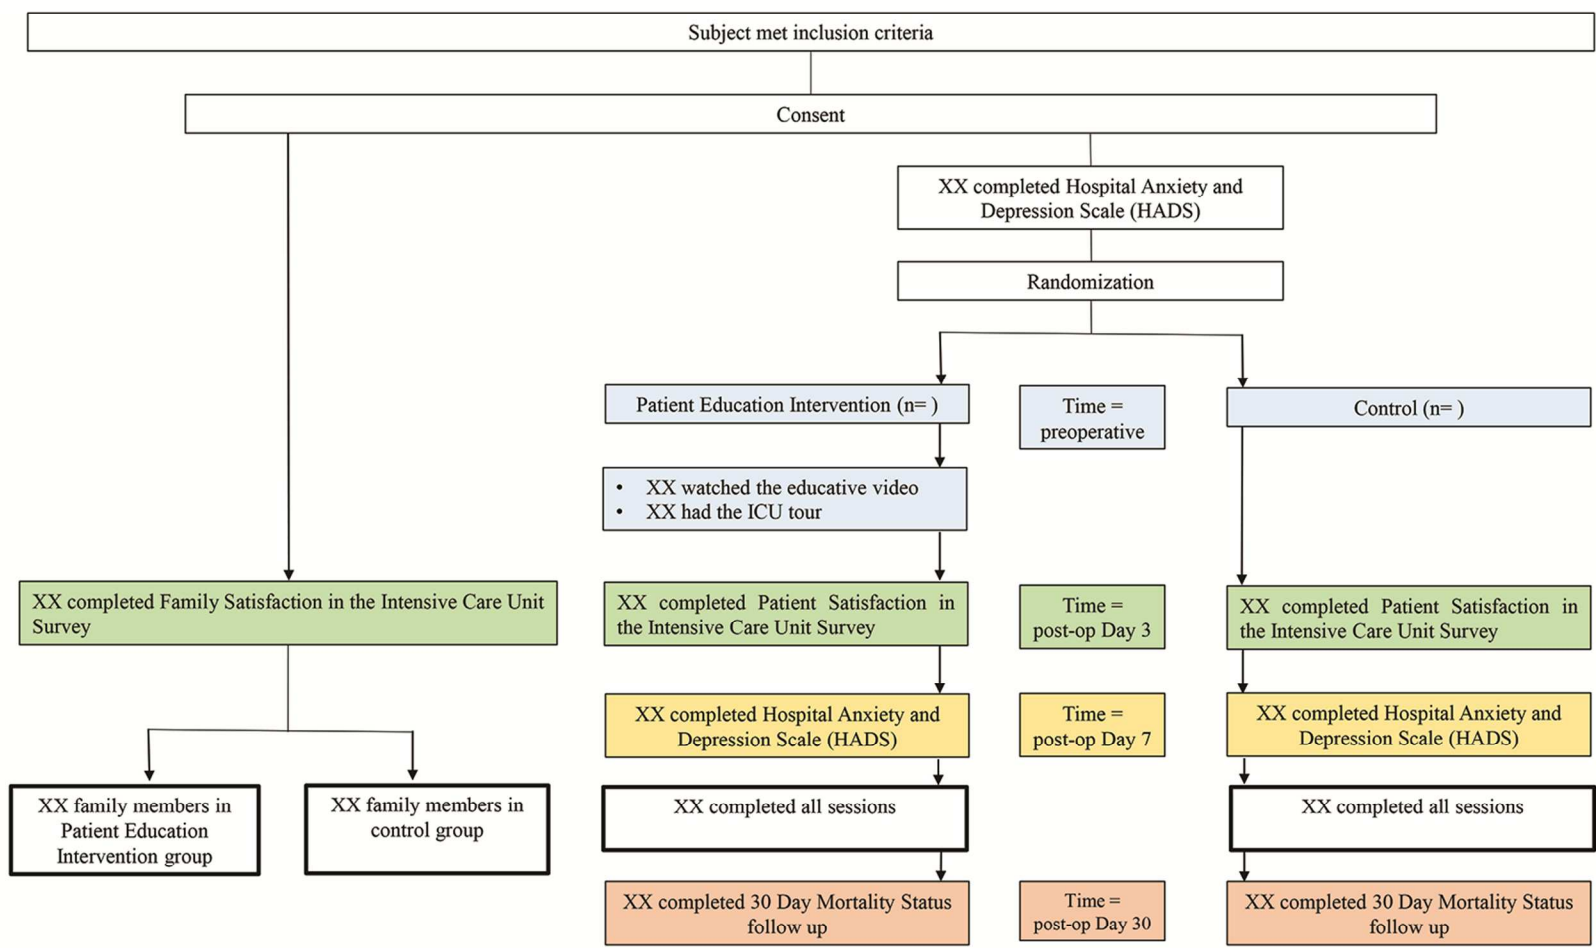 Subject met inclusion criteria
Consent
XX completed Hospital Anxiety and
Depression Scale (HADS)
Randomization
Patient Education Intervention (n= )
Time =
preoperative
Control (n= )
• XX watched the educative video
• XX had the ICU tour
XX completed Family Satisfaction in the Intensive Care Unit
Survey
XX completed Patient Satisfaction in
the Intensive Care Unit Survey
Time =
post-op Day 3
XX completed Patient Satisfaction in
the Intensive Care Unit Survey
XX completed Hospital Anxiety and
Depression Scale (HADS)
Time =
post-op Day 7
XX completed Hospital Anxiety and
Depression Scale (HADS)
XX family members in
Patient Education
Intervention group
XX family members in
control group
XX completed all sessions
XX completed all sessions
XX completed 30 Day Mortality Status
follow up
Time =
post-op Day 30
XX completed 30 Day Mortality Status
follow up